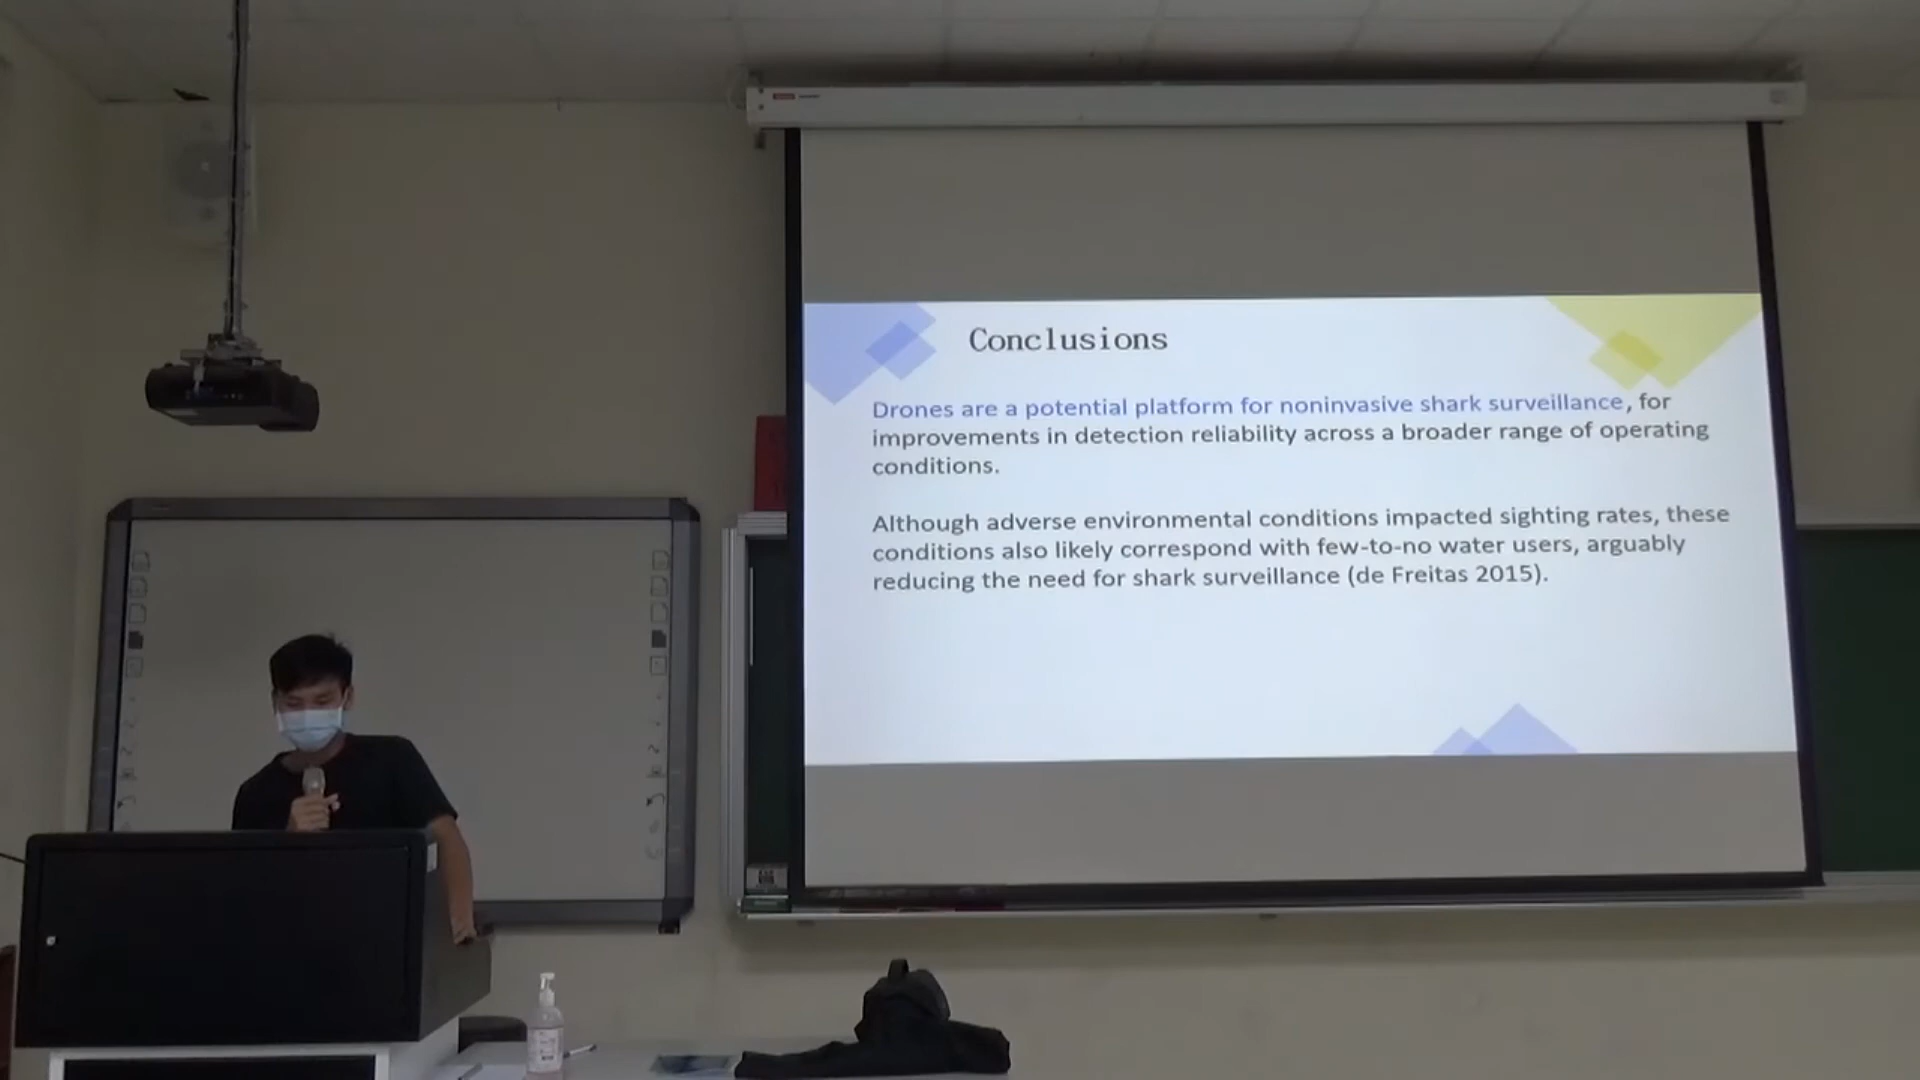 Conclusions
Drones are a potential platform for noninvasive shark surveillance, for
improvements in detection reliability across a broader range of operating
conditions.
Although adverse environmental conditions impacted sighting rates, these
conditions also likely correspond with few-to-no water users, arguably
reducing the need for shark surveillance (de Freitas 2015).